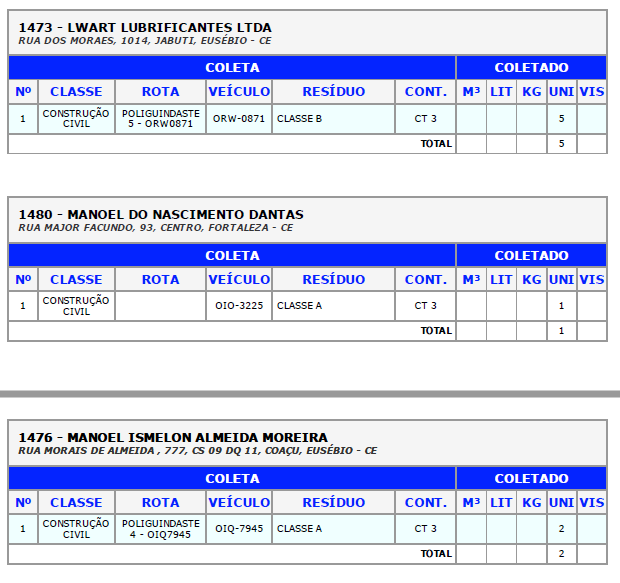 1473 - LWART LUBRIFICANTES LTDA
RUA DOS MORAES, 1014, JABUTI, EUSÉBIO - CE
COLETA COLETADO
Nº CLASSE ROTA VEÍCULO RESÍDUO CONT. M³ LIT KG UNI VIS
1 CONSTRUÇÃO CIVIL POLIGUINDASTE 5 - ORW0871 ORW-0871 CLASSE B CT 3 5
TOTAL 5
1480 - MANOEL DO NASCIMENTO DANTAS
RUA MAJOR FACUNDO, 93, CENTRO, FORTALEZA - CE
COLETA COLETADO
Nº CLASSE ROTA VEÍCULO RESÍDUO CONT. M³ LIT KG UNI VIS
1 CONSTRUÇÃO CIVIL OIO-3225 CLASSE A CT 3 1
TOTAL 1
1476 - MANOEL ISMELON ALMEIDA MOREIRA
RUA MORAIS DE ALMEIDA , 777, CS 09 DQ 11, COAÇU, EUSÉBIO - CE
COLETA COLETADO
Nº CLASSE ROTA VEÍCULO RESÍDUO CONT. M³ LIT KG UNI VIS
1 CONSTRUÇÃO CIVIL POLIGUINDASTE 4 - OIQ7945 OIQ-7945 CLASSE A CT 3 2
TOTAL 2